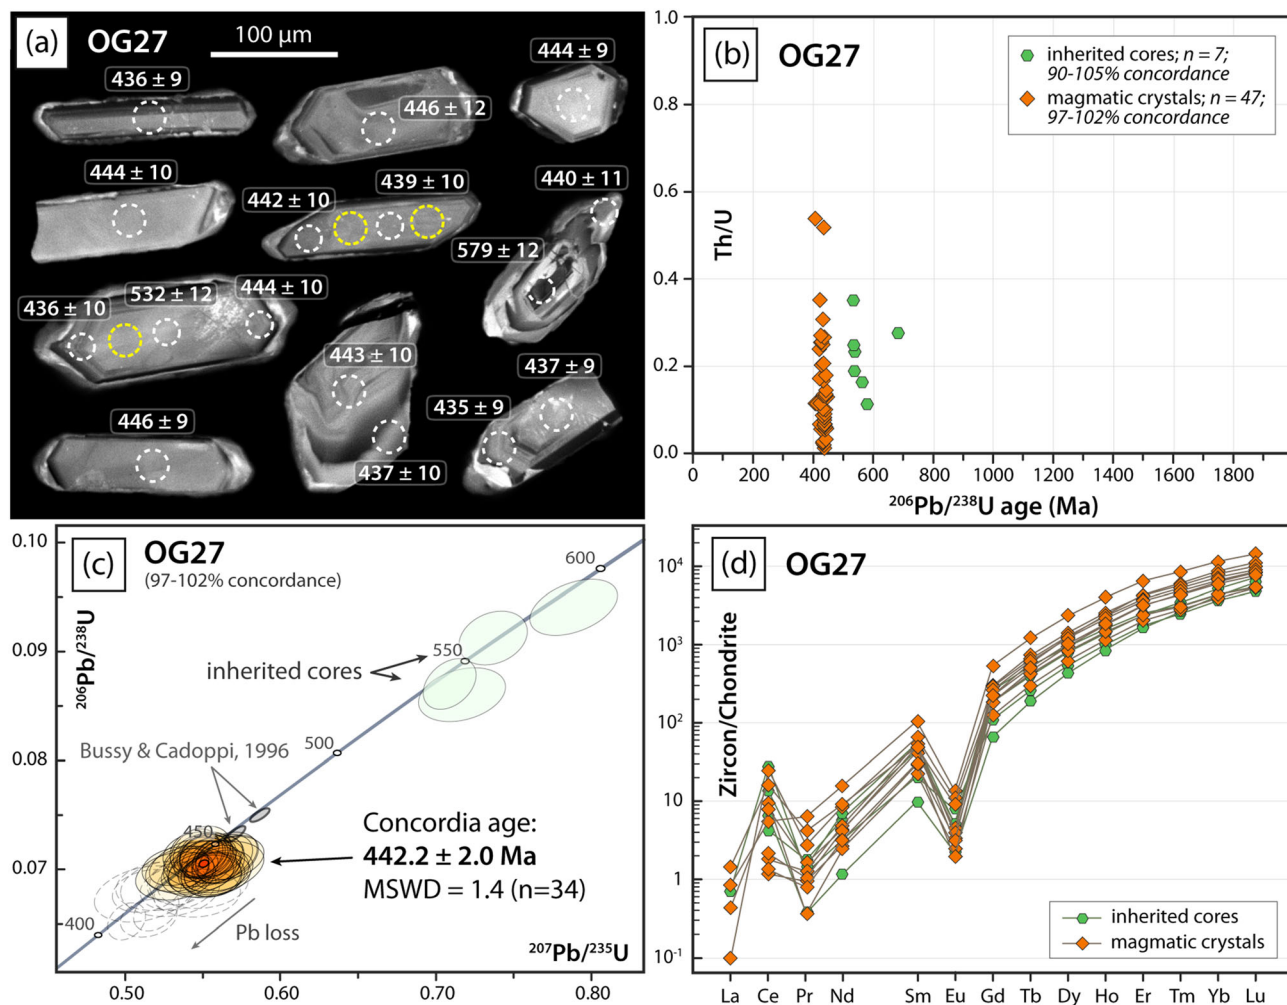 (a) OG27
100 µm
436 ± 9
446 ± 12
444 ± 9
444 ± 10
442 ± 10
439 ± 10
440 ± 11
579 ± 12
436 ± 10
532 ± 12
444 ± 10
443 ± 10
437 ± 9
435 ± 9
446 ± 9
437 ± 10
(b) OG27
inherited cores; n = 7;
90-105% concordance
magmatic crystals; n = 47;
97-102% concordance
1.0
0.8
0.6
0.4
0.2
0.0
Th/U
0 200 400 600 800 1000 1200 1400 1600 1800
²⁰⁶Pb/²³⁸U age (Ma)
(c) OG27
(97-102% concordance)
0.10
0.09
0.08
0.07
²⁰⁶Pb/²³⁸U
600
550
inherited cores
500
Bussy & Cadoppi, 1996
450
Concordia age:
442.2 ± 2.0 Ma
MSWD = 1.4 (n=34)
400
Pb loss
²⁰⁷Pb/²³⁵U
0.50 0.60 0.70 0.80
(d) OG27
10⁴
10³
10²
10
1
10⁻¹
Zircon/Chondrite
inherited cores
magmatic crystals
La Ce Pr Nd Sm Eu Gd Tb Dy Ho Er Tm Yb Lu